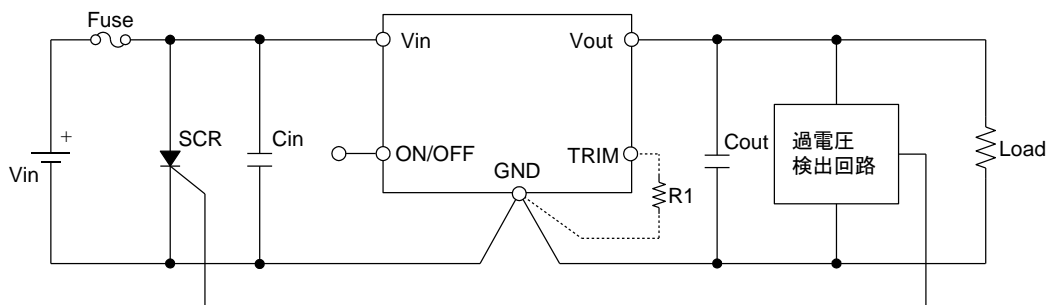 Fuse
Vin
Vout
+
SCR
Cin
Vin
ON/OFF
TRIM
GND
R1
Cout
過電圧
検出回路
Load